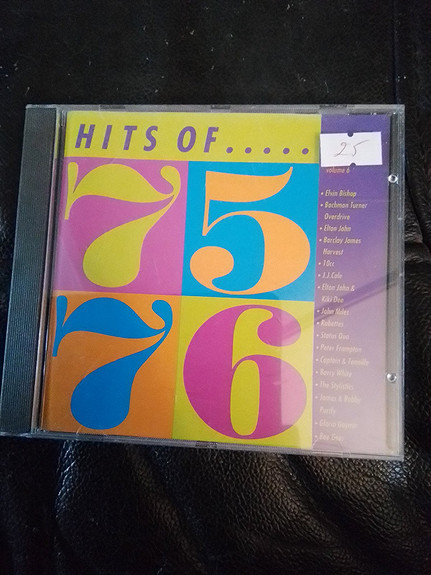 HITS OF.....
25
volume 6
75
76
• Elvin Bishop
• Bachman Turner
Overdrive
• Elton John
• Barclay James
Harvest
• 10cc
• J.J. Cale
• Elton John &
Kiki Dee
• John Miles
• Rubettes
• Status Quo
• Peter Frampton
• Captain & Tennille
• Barry White
• The Stylistics
• James & Bobby
Purify
• Gloria Gaynor